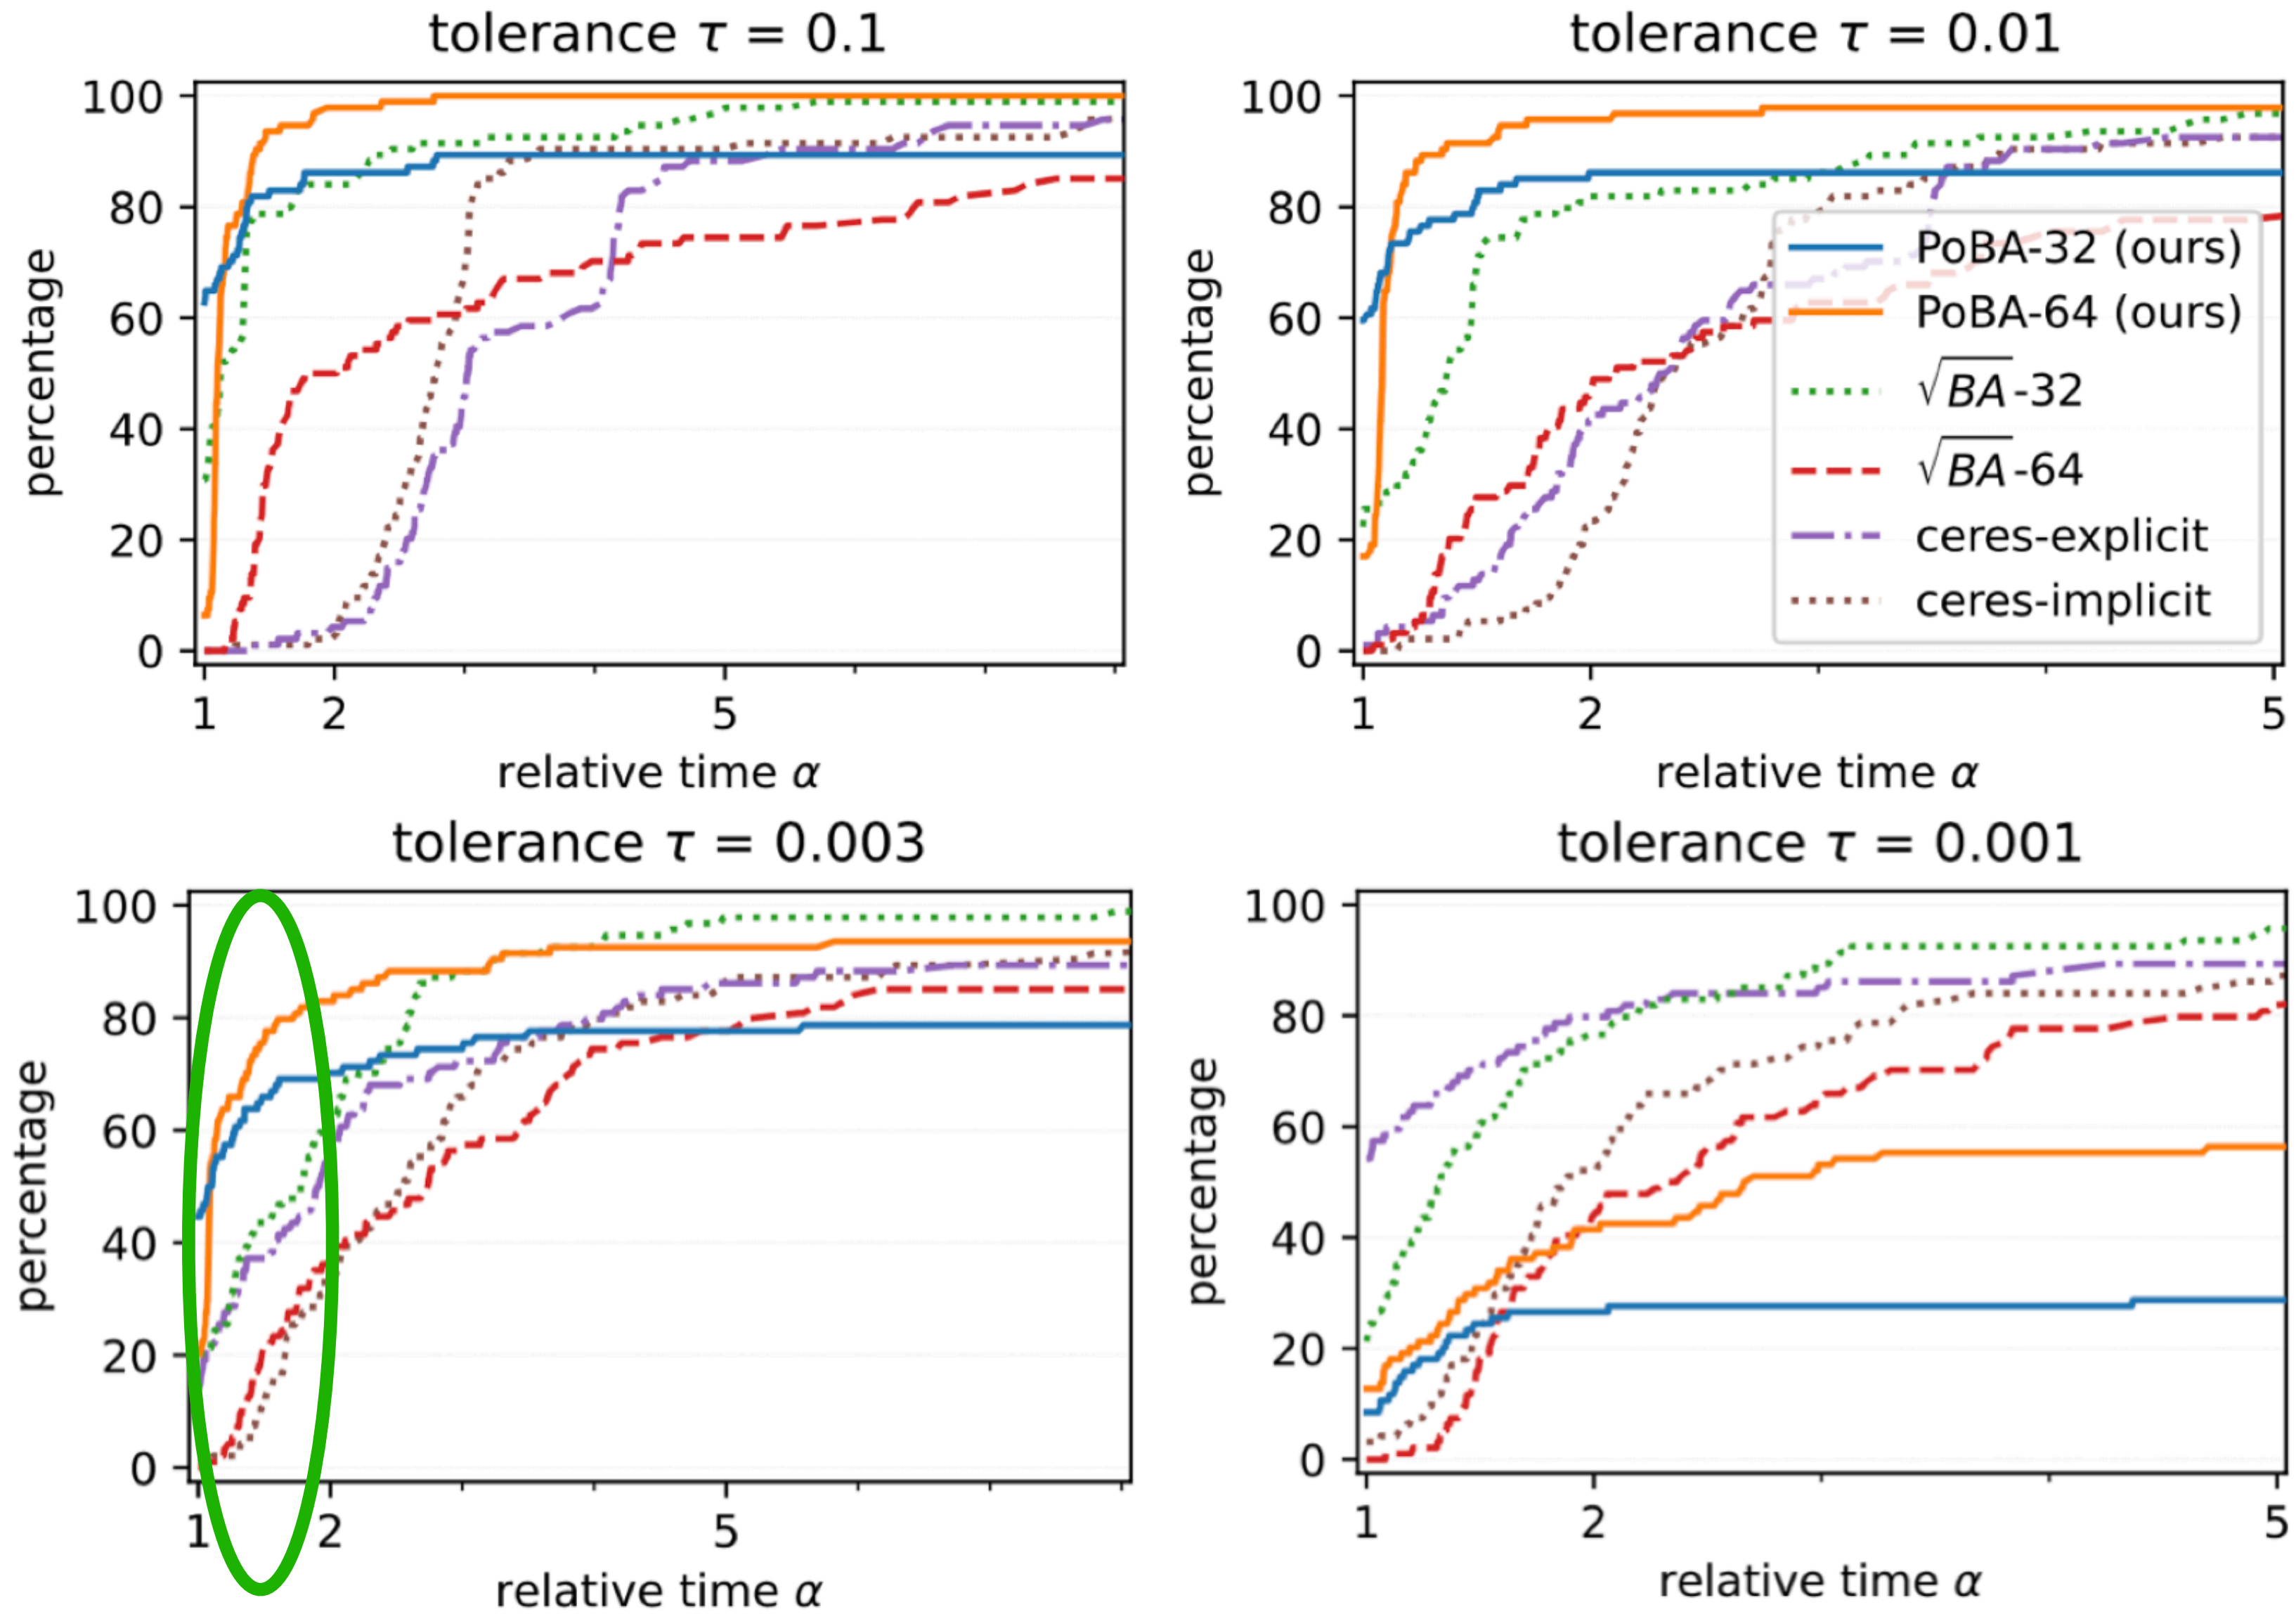 tolerance τ = 0.1
100
80
60
40
20
0
percentage
1 2 5
relative time α
tolerance τ = 0.01
100
80
60
40
20
0
percentage
PoBA-32 (ours)
PoBA-64 (ours)
√BA-32
√BA-64
ceres-explicit
ceres-implicit
1 2 5
relative time α
tolerance τ = 0.003
100
80
60
40
20
0
percentage
1 2 5
relative time α
tolerance τ = 0.001
100
80
60
40
20
0
percentage
1 2 5
relative time α